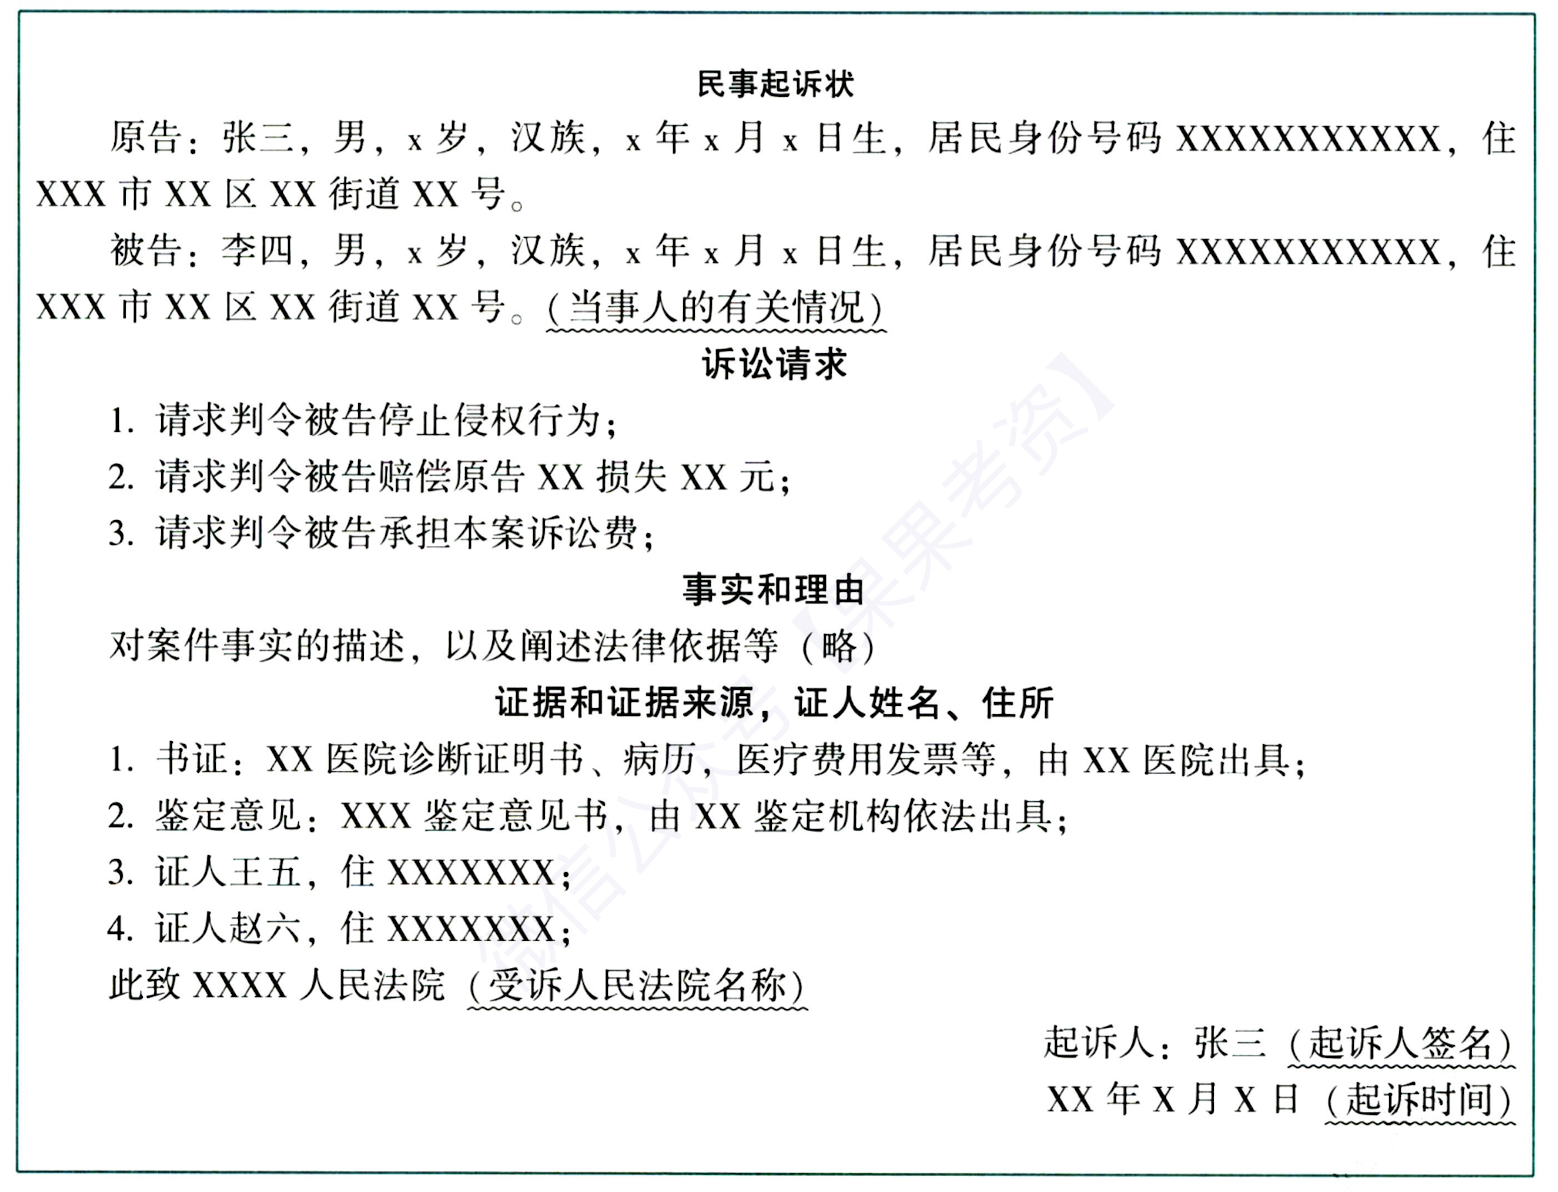 民事起诉状
原告：张三，男，x 岁，汉族，x 年 x 月 x 日生，居民身份号码 XXXXXXXXXXX，住
XXX 市 XX 区 XX 街道 XX 号。
被告：李四，男，x 岁，汉族，x 年 x 月 x 日生，居民身份号码 XXXXXXXXXXX，住
XXX 市 XX 区 XX 街道 XX 号。（当事人的有关情况）
诉讼请求
1. 请求判令被告停止侵权行为；
2. 请求判令被告赔偿原告 XX 损失 XX 元；
3. 请求判令被告承担本案诉讼费；
事实和理由
对案件事实的描述，以及阐述法律依据等（略）
证据和证据来源，证人姓名、住所
1. 书证：XX 医院诊断证明书、病历，医疗费用发票等，由 XX 医院出具；
2. 鉴定意见：XXX 鉴定意见书，由 XX 鉴定机构依法出具；
3. 证人王五，住 XXXXXXX；
4. 证人赵六，住 XXXXXXX；
此致 XXXX 人民法院（受诉人民法院名称）
起诉人：张三（起诉人签名）
XX 年 X 月 X 日（起诉时间）
微信公众号【果果考资】